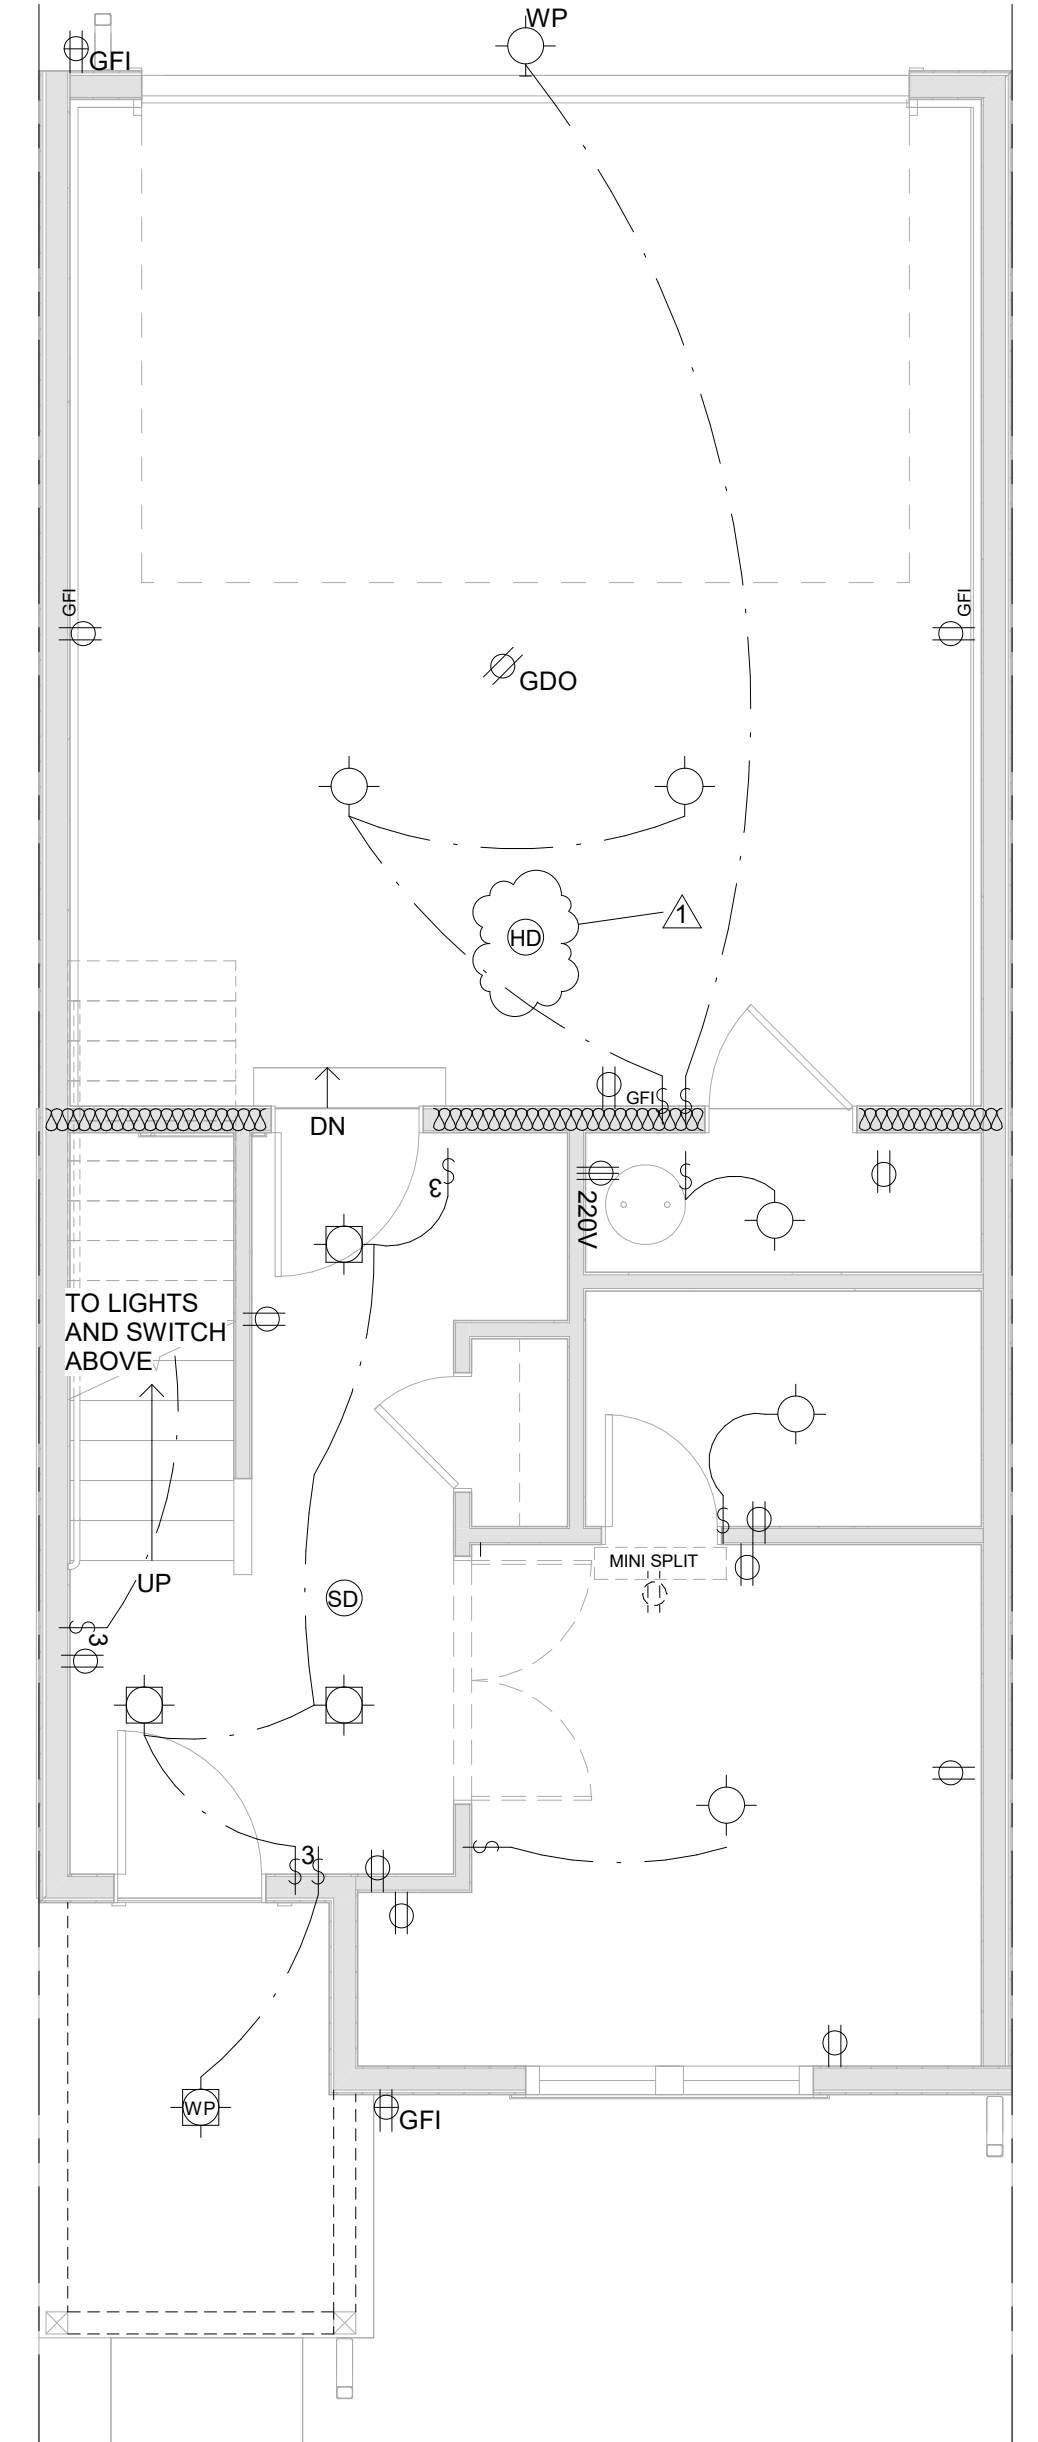 WP
GFI
GFI
GFI
GDO
HD
1
GFI
$
$
DN
$
3
$
220V
TO LIGHTS
AND SWITCH
ABOVE
$
MINI SPLIT
UP
SD
$
3
$
3
$
$
WP
GFI